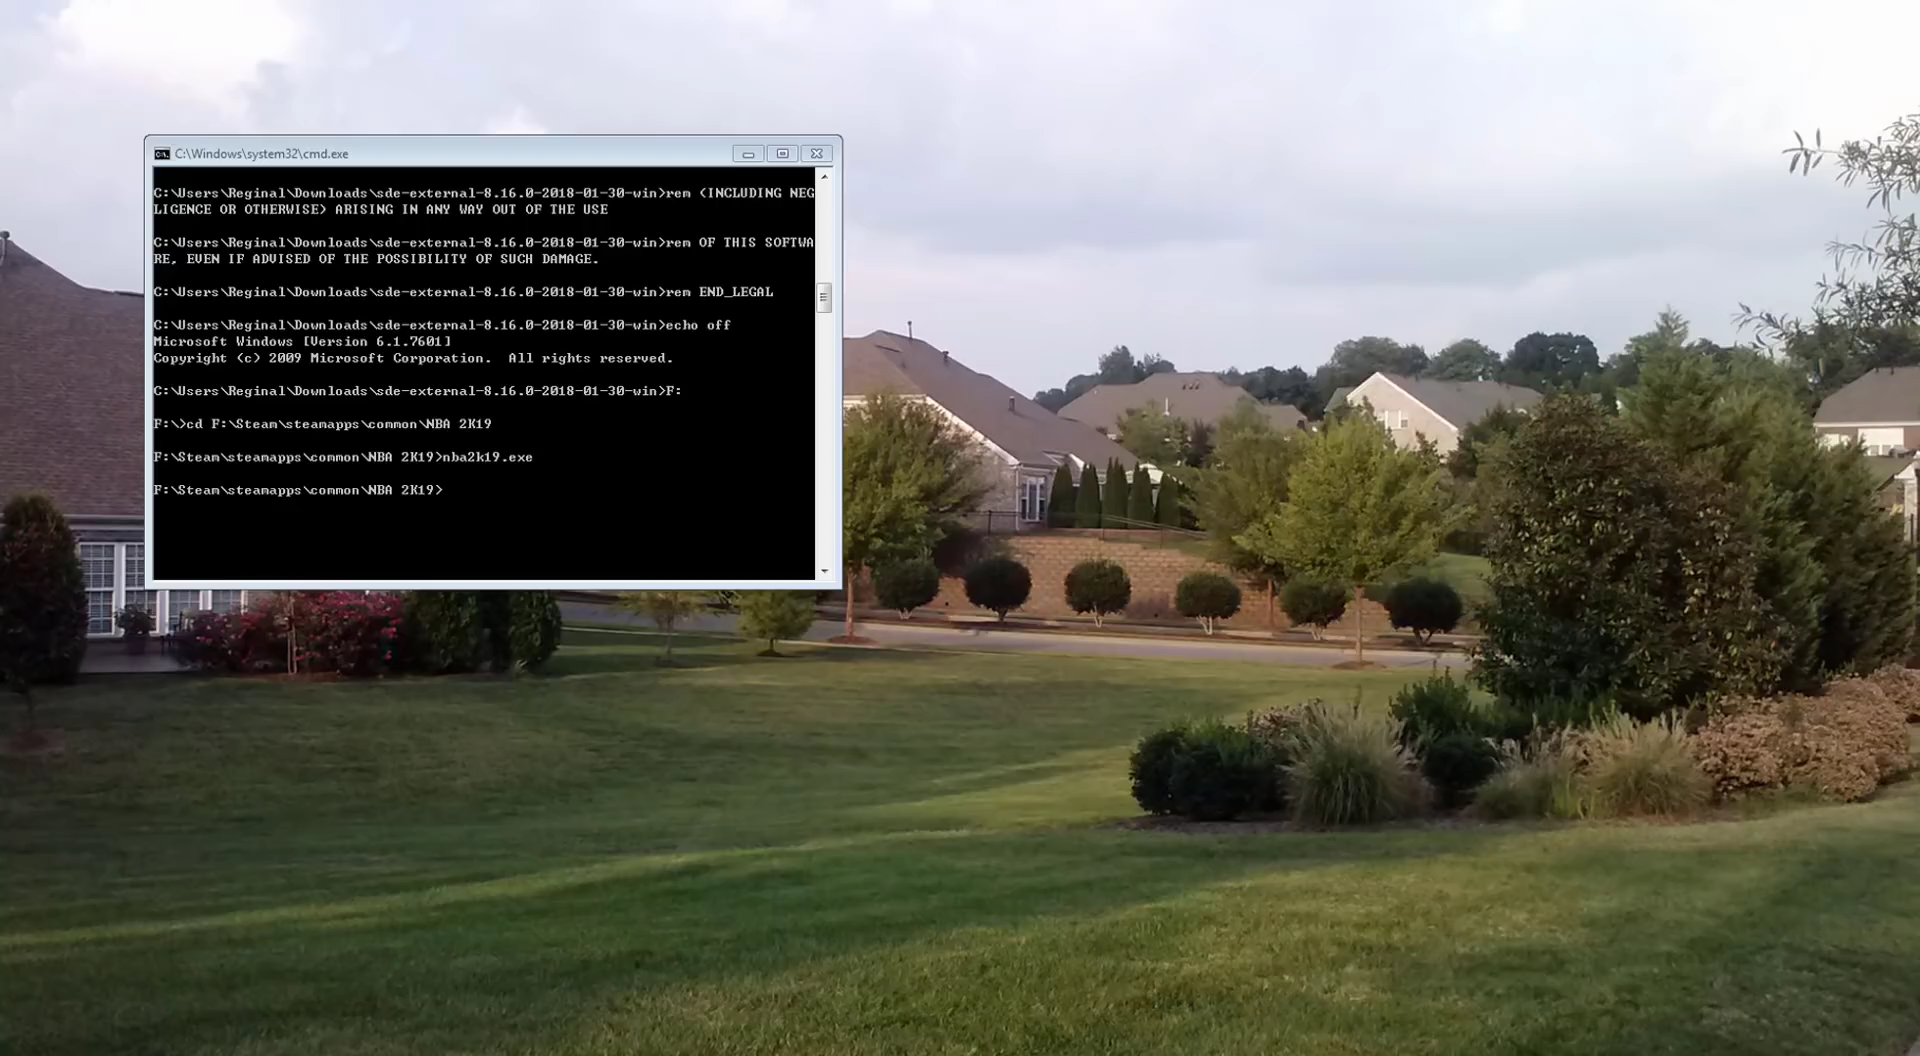 C:\Windows\system32\cmd.exe
C:\Users\Reginal\Downloads\sde-external-8.16.0-2018-01-30-win>rem (INCLUDING NEG
LIGENCE OR OTHERWISE) ARISING IN ANY WAY OUT OF THE USE
C:\Users\Reginal\Downloads\sde-external-8.16.0-2018-01-30-win>rem OF THIS SOFTWA
RE, EVEN IF ADVISED OF THE POSSIBILITY OF SUCH DAMAGE.
C:\Users\Reginal\Downloads\sde-external-8.16.0-2018-01-30-win>rem END_LEGAL
C:\Users\Reginal\Downloads\sde-external-8.16.0-2018-01-30-win>echo off
Microsoft Windows [Version 6.1.7601]
Copyright (c) 2009 Microsoft Corporation.  All rights reserved.
C:\Users\Reginal\Downloads\sde-external-8.16.0-2018-01-30-win>F:
F:\>cd F:\Steam\steamapps\common\NBA 2K19
F:\Steam\steamapps\common\NBA 2K19>nba2k19.exe
F:\Steam\steamapps\common\NBA 2K19>